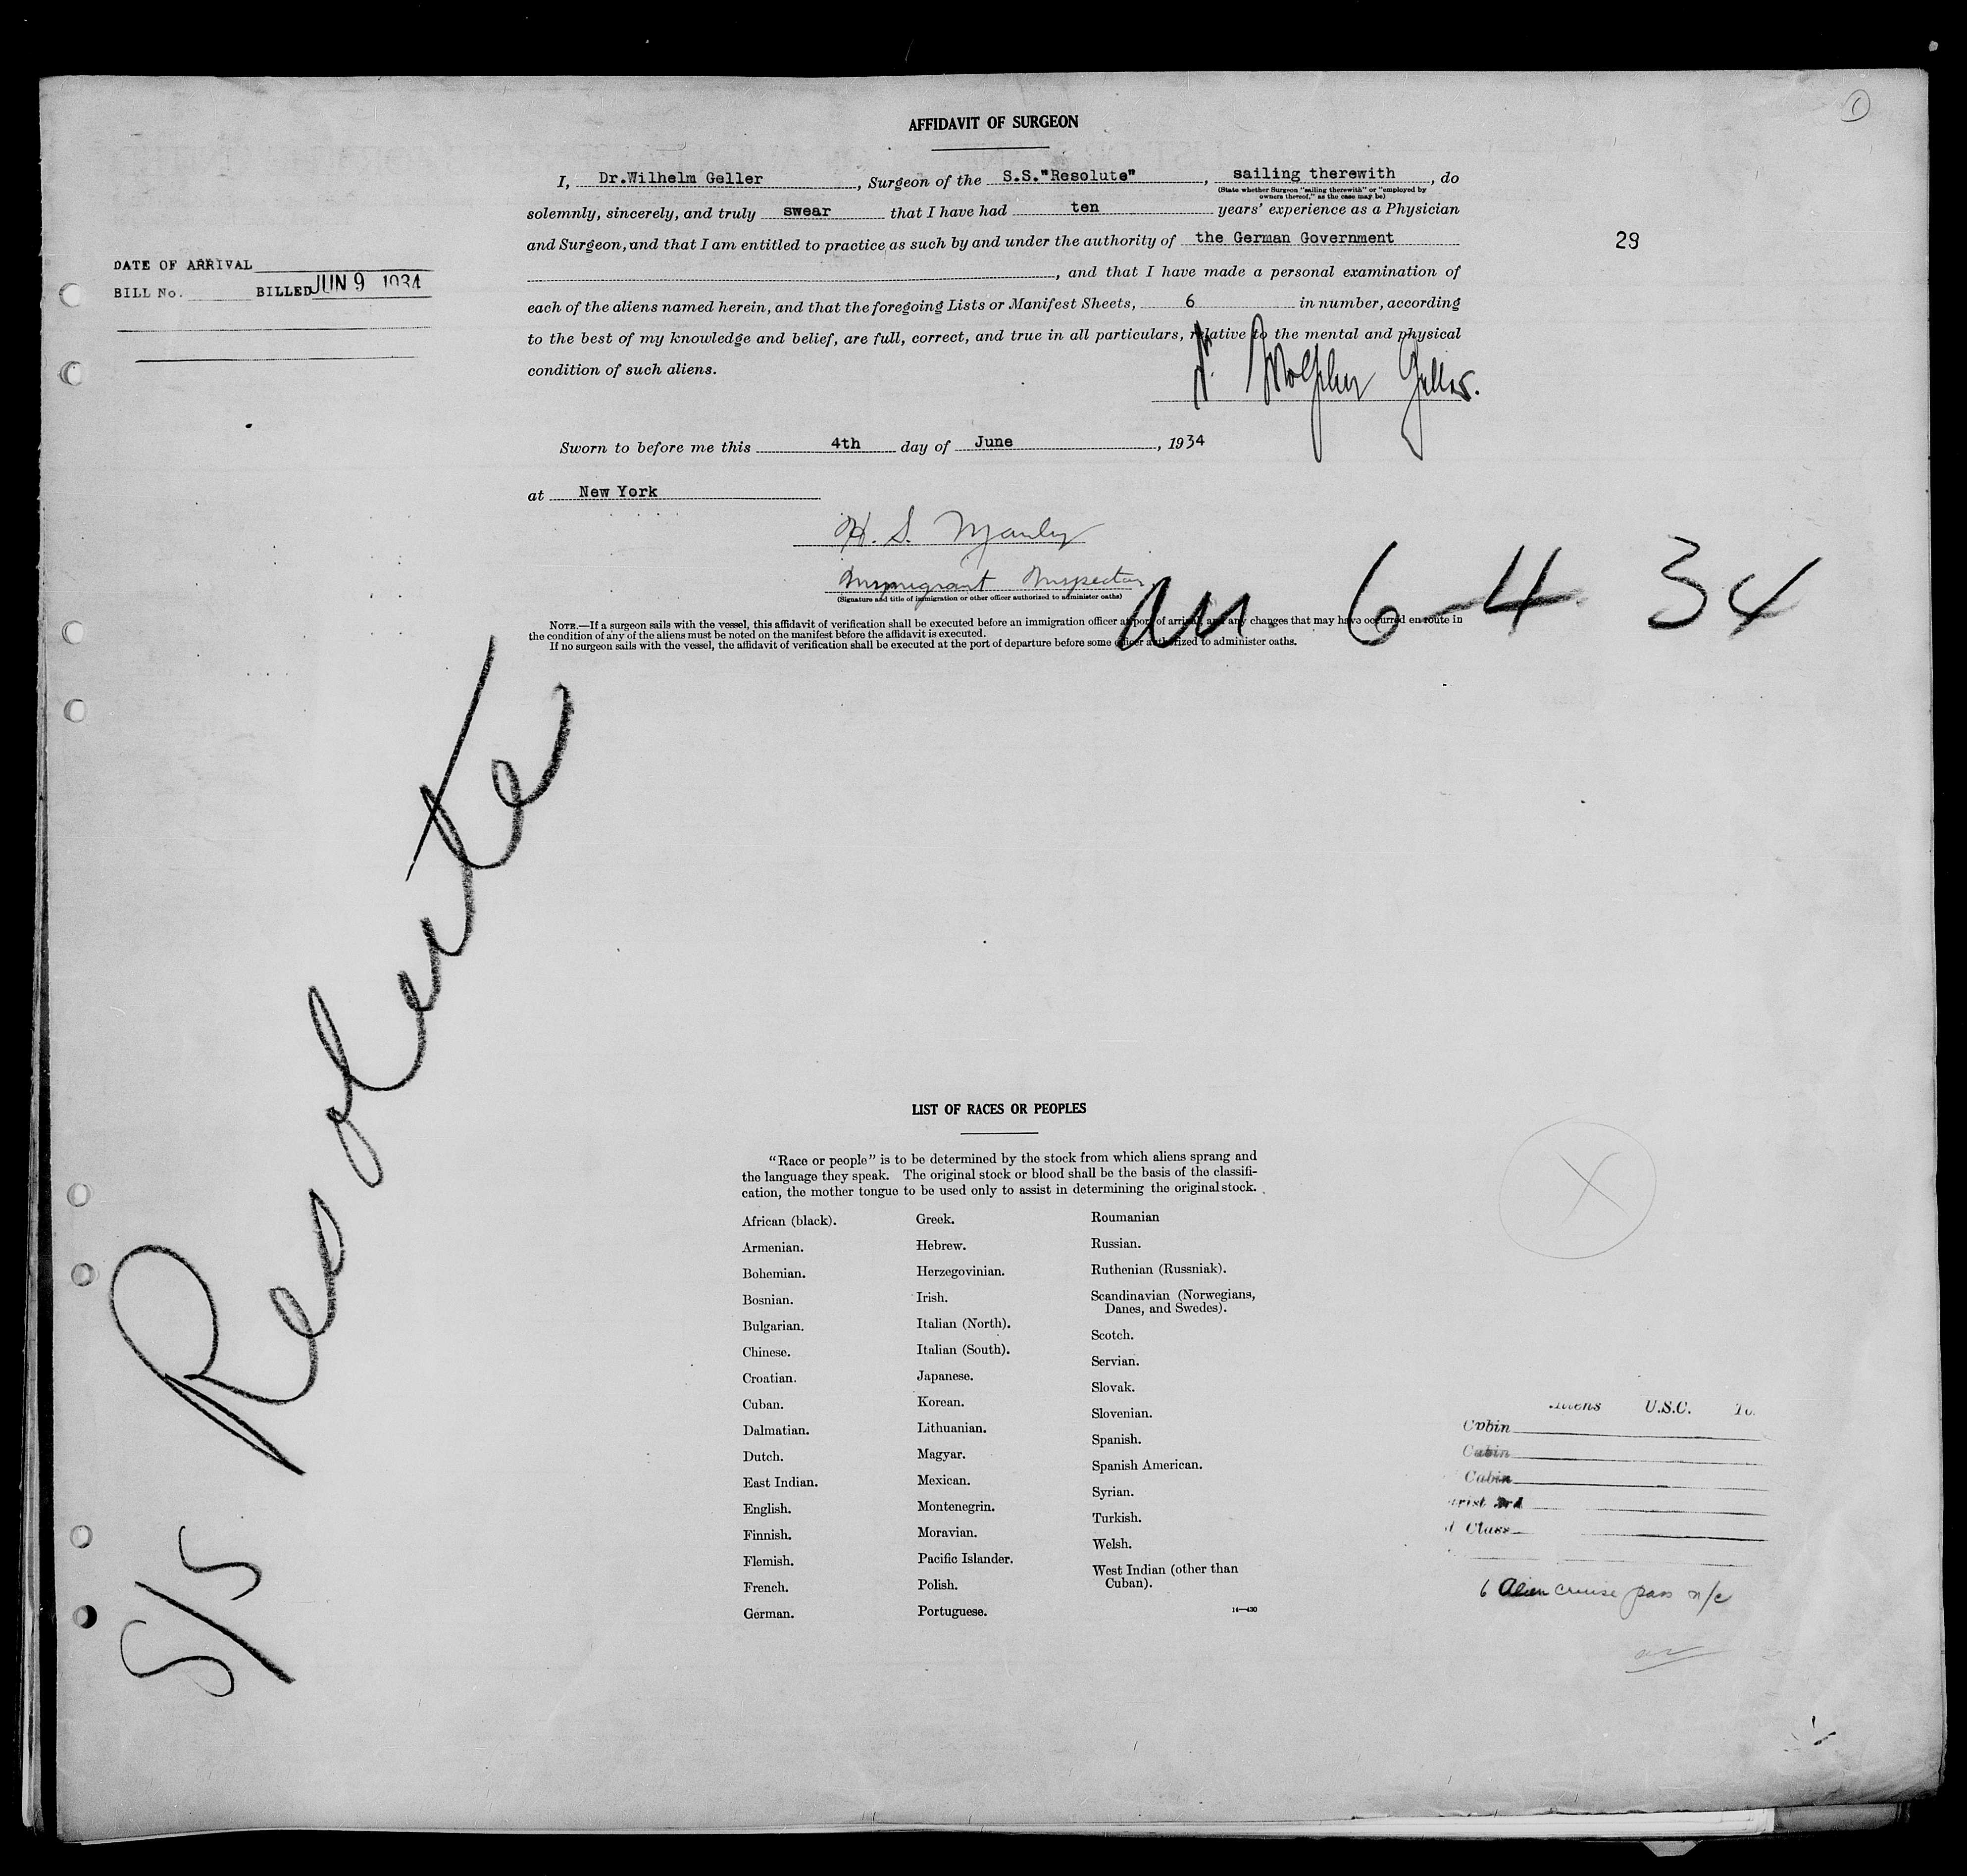 1
AFFIDAVIT OF SURGEON
I, Dr.Wilhelm Geller, Surgeon of the S.S."Resolute", sailing therewith, do
(State whether Surgeon "sailing therewith" or "employed by
owners thereof," as the case may be)
solemnly, sincerely, and truly swear that I have had ten years' experience as a Physician
and Surgeon, and that I am entitled to practice as such by and under the authority of the German Government
29
, and that I have made a personal examination of
each of the aliens named herein, and that the foregoing Lists or Manifest Sheets, 6 in number, according
to the best of my knowledge and belief, are full, correct, and true in all particulars, relative to the mental and physical
condition of such aliens.
DATE OF ARRIVAL
BILL No. BILLED JUN 9 1934
Sworn to before me this 4th day of June, 1934
at New York
H. S. Manly
Immigrant Inspector
(Signature and title of immigration or other officer authorized to administer oaths)
6-4 34
NOTE.—If a surgeon sails with the vessel, this affidavit of verification shall be executed before an immigration officer at port of arrival, and any changes that may have occurred en route in
the condition of any of the aliens must be noted on the manifest before the affidavit is executed.
If no surgeon sails with the vessel, the affidavit of verification shall be executed at the port of departure before some officer authorized to administer oaths.
S/S Resolute
LIST OF RACES OR PEOPLES
"Race or people" is to be determined by the stock from which aliens sprang and
the language they speak. The original stock or blood shall be the basis of the classifi-
cation, the mother tongue to be used only to assist in determining the original stock.
African (black).
Armenian.
Bohemian.
Bosnian.
Bulgarian.
Chinese.
Croatian.
Cuban.
Dalmatian.
Dutch.
East Indian.
English.
Finnish.
Flemish.
French.
German.
Greek.
Hebrew.
Herzegovinian.
Irish.
Italian (North).
Italian (South).
Japanese.
Korean.
Lithuanian.
Magyar.
Mexican.
Montenegrin.
Moravian.
Pacific Islander.
Polish.
Portuguese.
Roumanian
Russian.
Ruthenian (Russniak).
Scandinavian (Norwegians,
Danes, and Swedes).
Scotch.
Servian.
Slovak.
Slovenian.
Spanish.
Spanish American.
Syrian.
Turkish.
Welsh.
West Indian (other than
Cuban).
14—430
X
U.S.C.
Cabin
Cabin
Cabin
Class
6 Alien cruise pass n/c